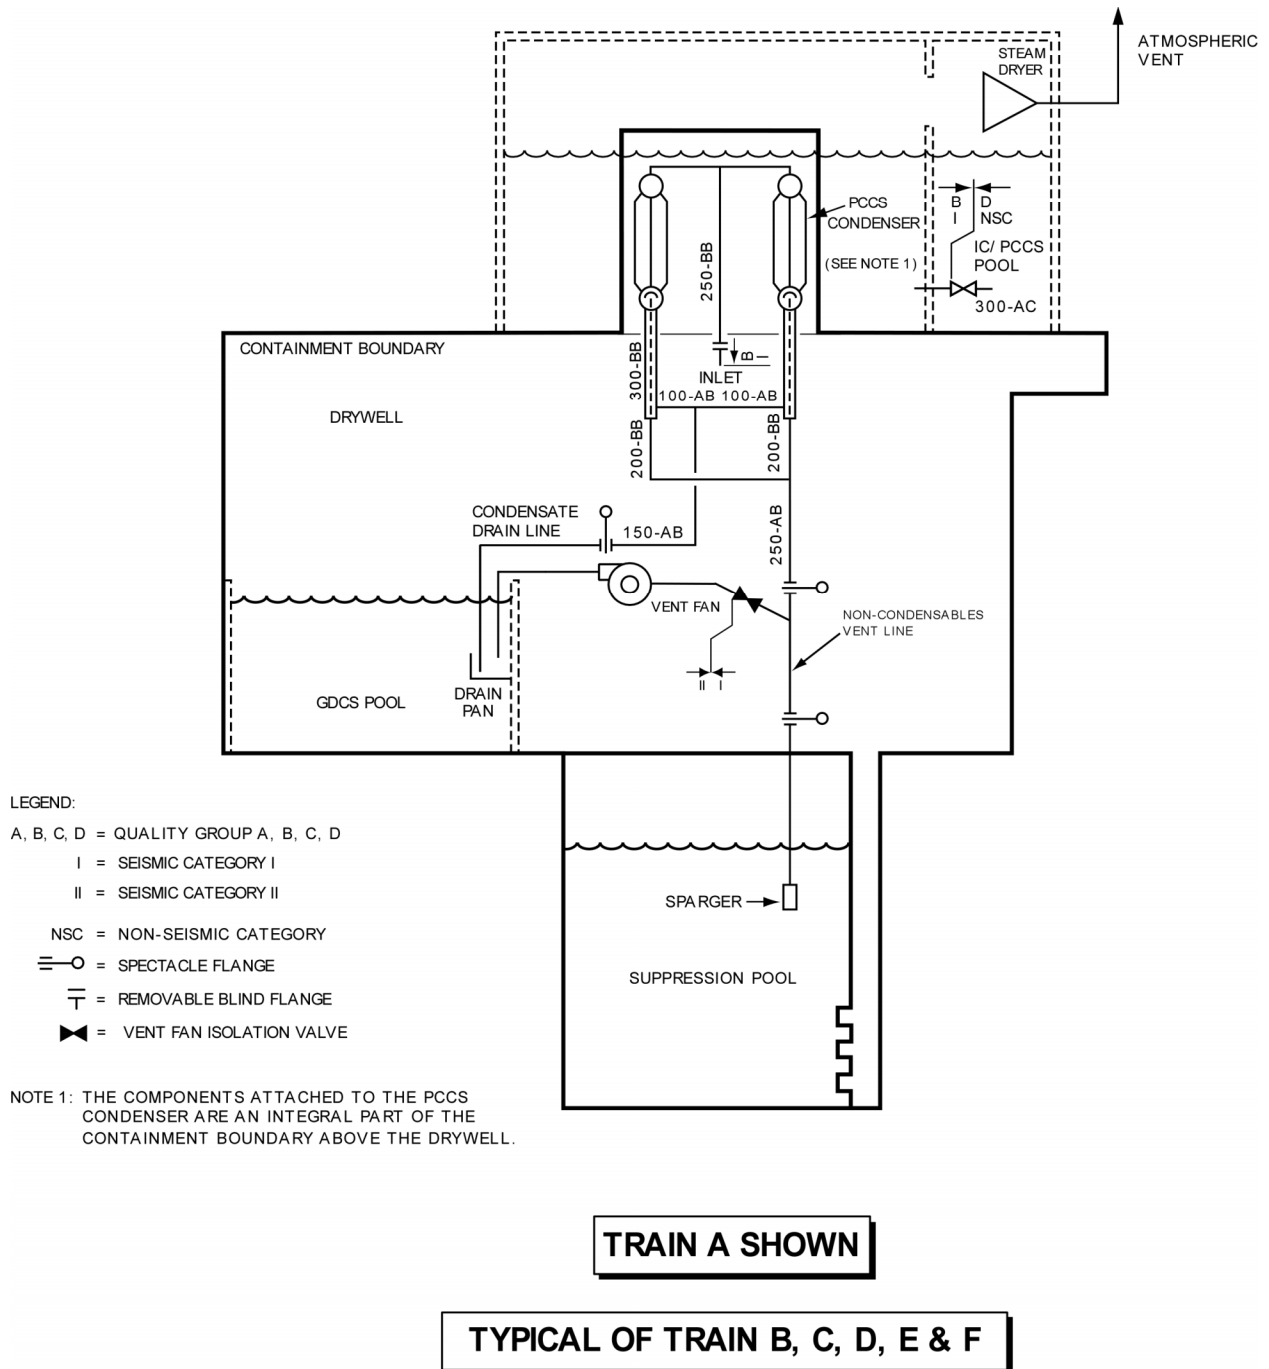 ATMOSPHERIC
VENT
STEAM
DRYER
PCCS
CONDENSER
(SEE NOTE 1)
B D
I NSC
IC/ PCCS
POOL
300-AC
250-BB
CONTAINMENT BOUNDARY
300-BB
B
I
INLET
100-AB 100-AB
DRYWELL
200-BB
200-BB
CONDENSATE
DRAIN LINE
150-AB
250-AB
VENT FAN
NON-CONDENSABLES
VENT LINE
II I
DRAIN
PAN
GDCS POOL
LEGEND:
A, B, C, D = QUALITY GROUP A, B, C, D
I = SEISMIC CATEGORY I
II = SEISMIC CATEGORY II
NSC = NON-SEISMIC CATEGORY
= SPECTACLE FLANGE
= REMOVABLE BLIND FLANGE
= VENT FAN ISOLATION VALVE
SPARGER
SUPPRESSION POOL
NOTE 1: THE COMPONENTS ATTACHED TO THE PCCS
CONDENSER ARE AN INTEGRAL PART OF THE
CONTAINMENT BOUNDARY ABOVE THE DRYWELL.
TRAIN A SHOWN
TYPICAL OF TRAIN B, C, D, E & F